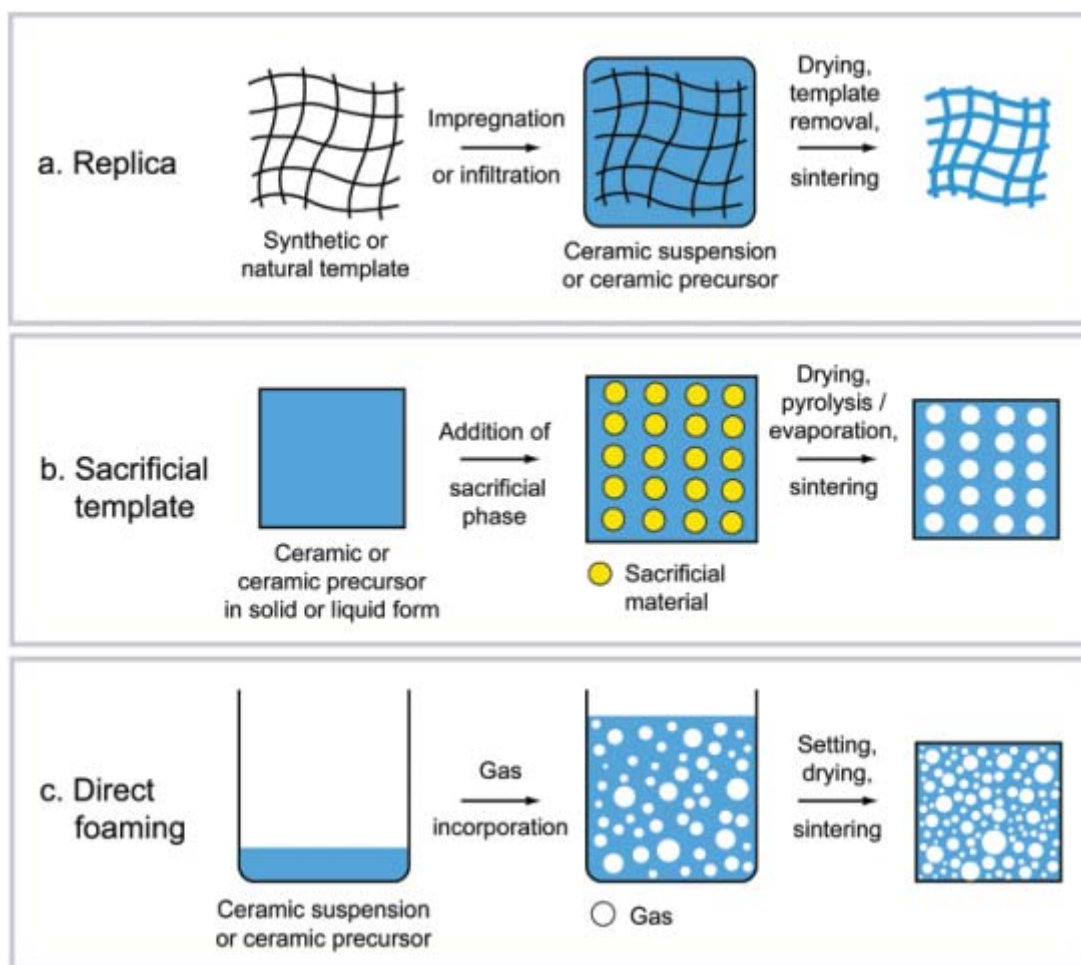 a. Replica
Synthetic or
natural template
Impregnation
or infiltration
Ceramic suspension
or ceramic precursor
Drying,
template
removal,
sintering
b. Sacrificial
template
Ceramic or
ceramic precursor
in solid or liquid form
Addition of
sacrificial
phase
Sacrificial
material
Drying,
pyrolysis /
evaporation,
sintering
c. Direct
foaming
Ceramic suspension
or ceramic precursor
Gas
incorporation
Gas
Setting,
drying,
sintering